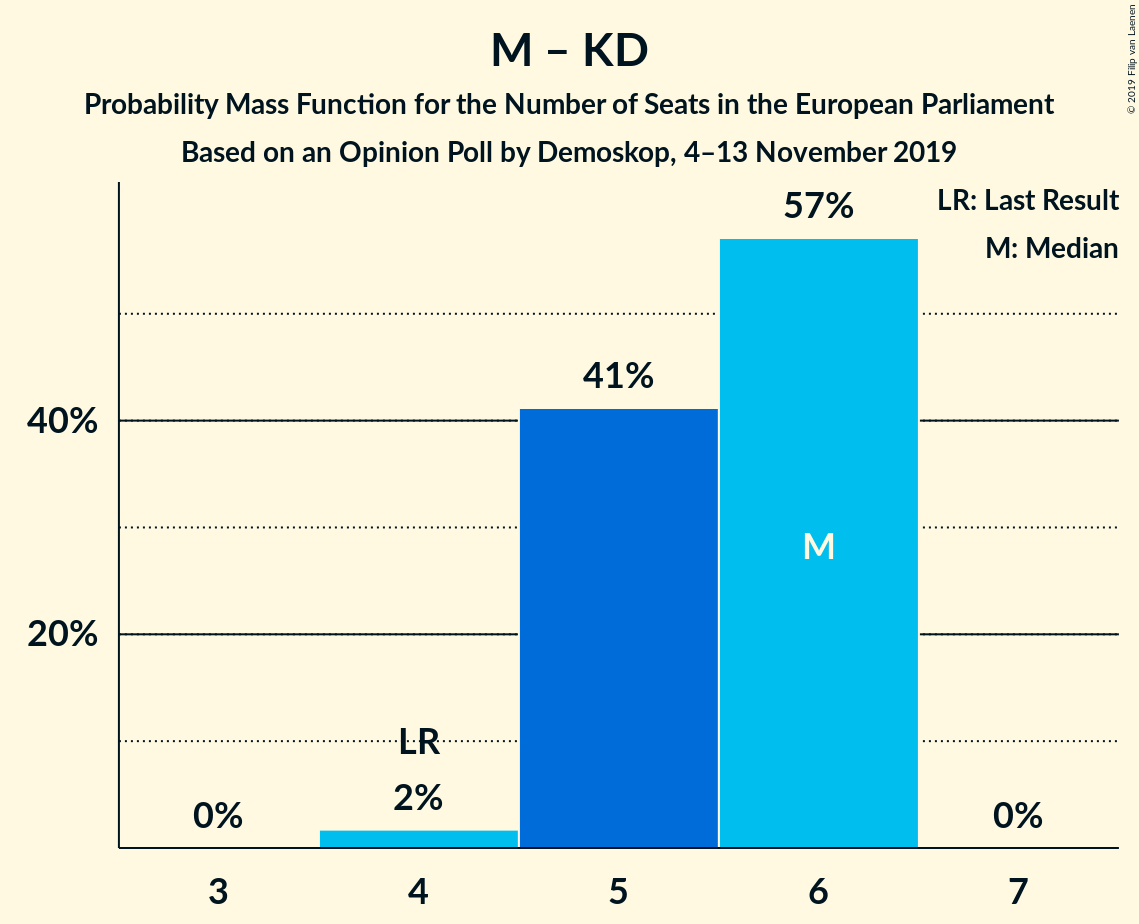 M – KD
Probability Mass Function for the Number of Seats in the European Parliament
Based on an Opinion Poll by Demoskop, 4–13 November 2019
© 2019 Filip van Laenen
LR: Last Result
M: Median
57%
41%
40%
M
20%
LR
2%
0%
0%
3
4
5
6
7